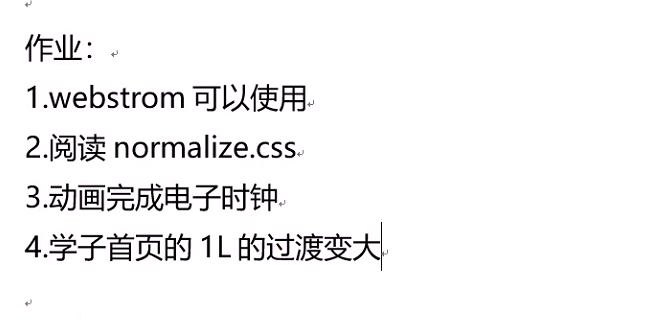 作业：
1.webstrom 可以使用
2.阅读 normalize.css
3.动画完成电子时钟
4.学子首页的 1L 的过渡变大